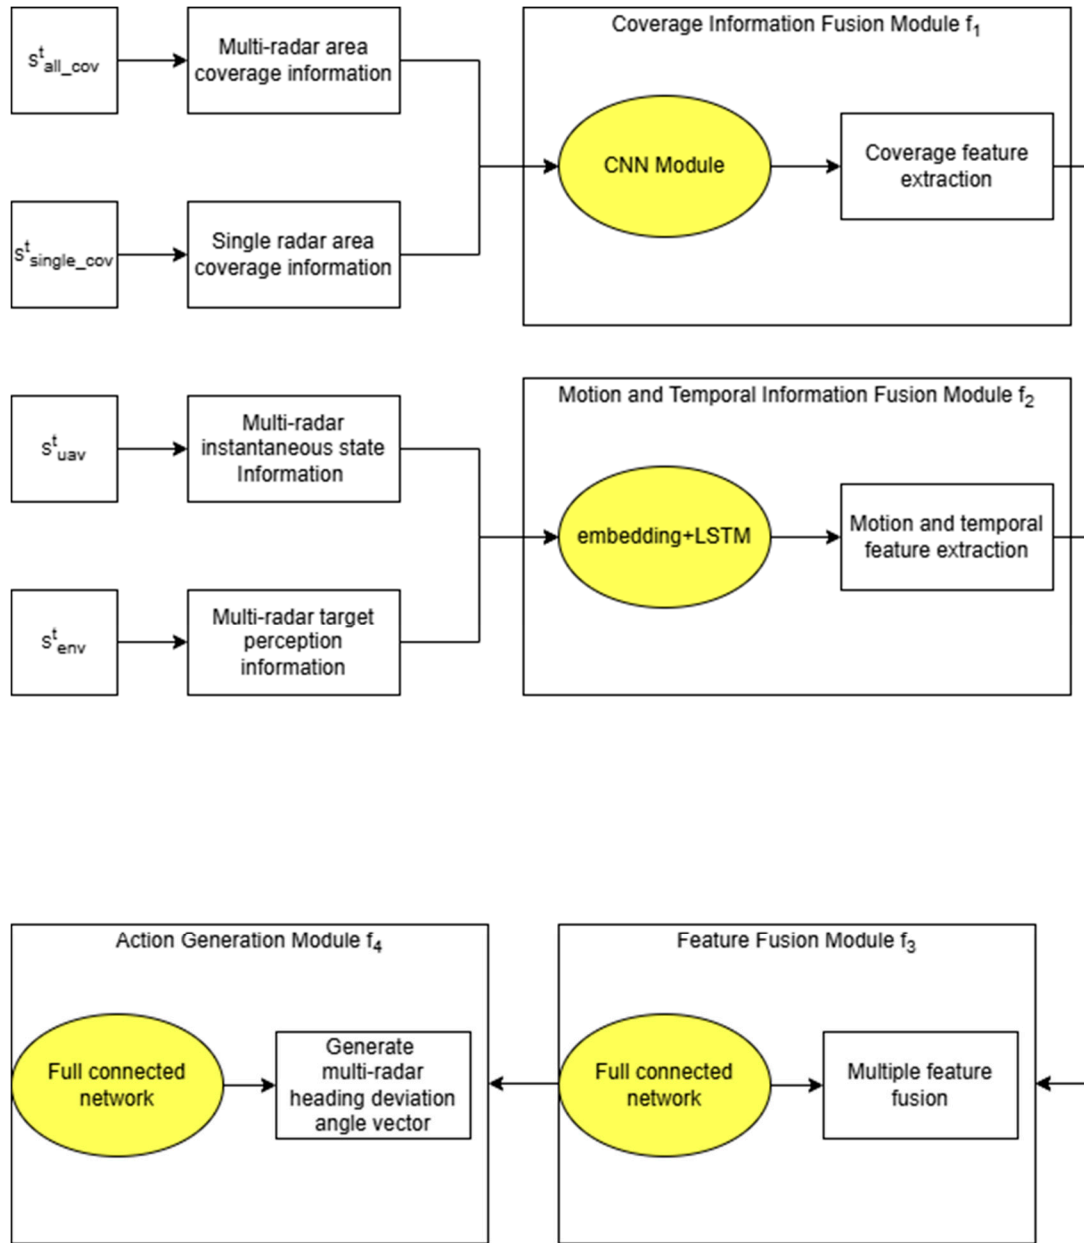 s^t_all_cov
Multi-radar area
coverage information
Coverage Information Fusion Module f₁
CNN Module
Coverage feature
extraction
s^t_single_cov
Single radar area
coverage information
Motion and Temporal Information Fusion Module f₂
s^t_uav
Multi-radar
instantaneous state
Information
embedding+LSTM
Motion and temporal
feature extraction
s^t_env
Multi-radar target
perception
information
Action Generation Module f₄
Full connected
network
Generate
multi-radar
heading deviation
angle vector
Feature Fusion Module f₃
Full connected
network
Multiple feature
fusion